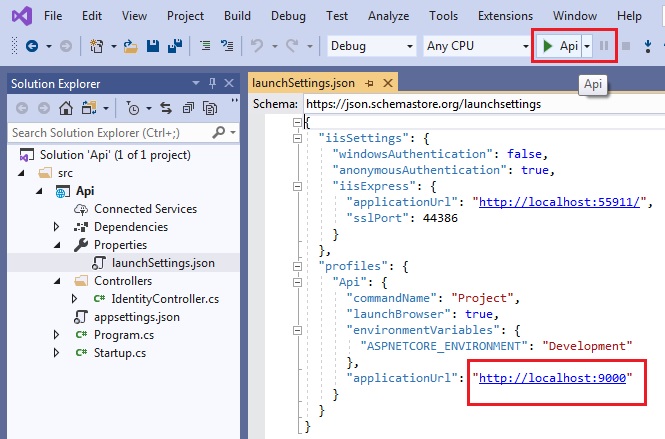 File Edit View Project Build Debug Test Analyze
Tools Extensions Window Help
Debug Any CPU Api
Api
Solution Explorer
Search Solution Explorer (Ctrl+;)
Solution 'Api' (1 of 1 project)
src
Api
Connected Services
Dependencies
Properties
launchSettings.json
Controllers
C# IdentityController.cs
appsettings.json
C# Program.cs
C# Startup.cs
launchSettings.json
Schema: https://json.schemastore.org/launchsettings
{
"iisSettings": {
"windowsAuthentication": false,
"anonymousAuthentication": true,
"iisExpress": {
"applicationUrl": "http://localhost:55911/",
"sslPort": 44386
}
},
"profiles": {
"Api": {
"commandName": "Project",
"launchBrowser": true,
"environmentVariables": {
"ASPNETCORE_ENVIRONMENT": "Development"
},
"applicationUrl": "http://localhost:9000"
}
}
}